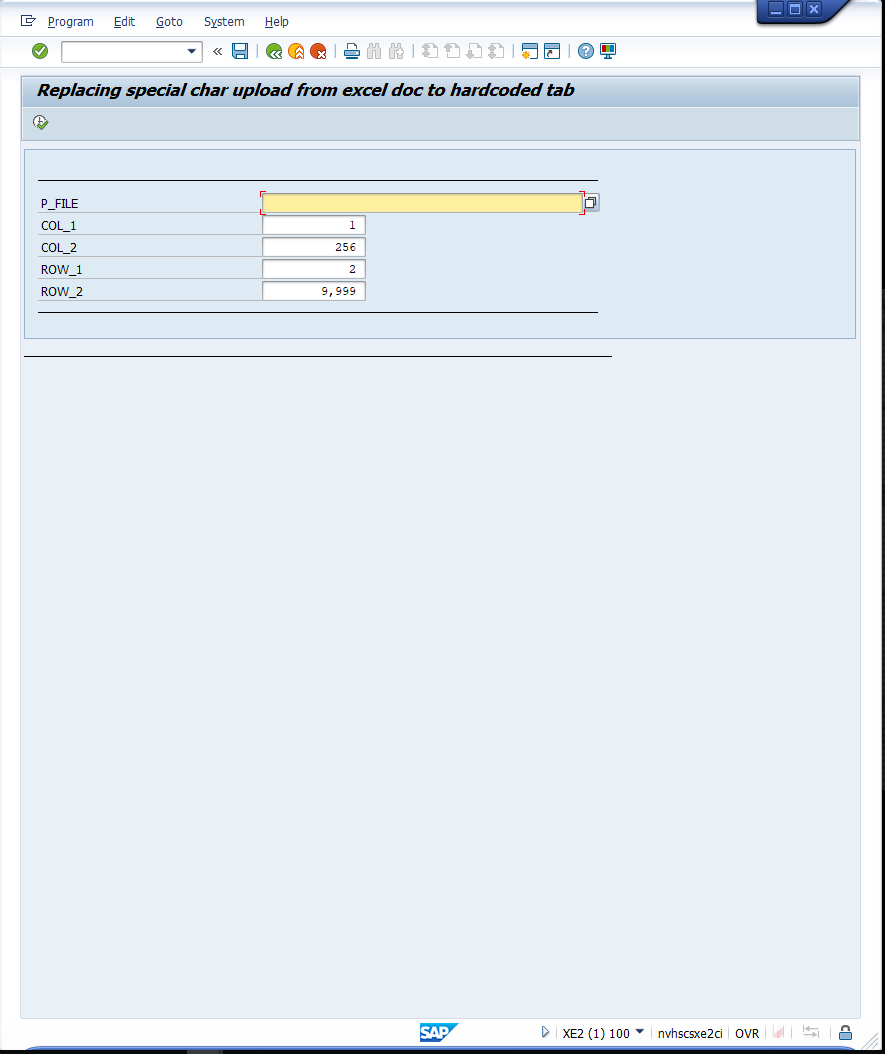 Program Edit Goto System Help
Replacing special char upload from excel doc to hardcoded tab
P_FILE
COL_1 1
COL_2 256
ROW_1 2
ROW_2 9,999
SAP XE2 (1) 100 nvhscsxe2ci OVR